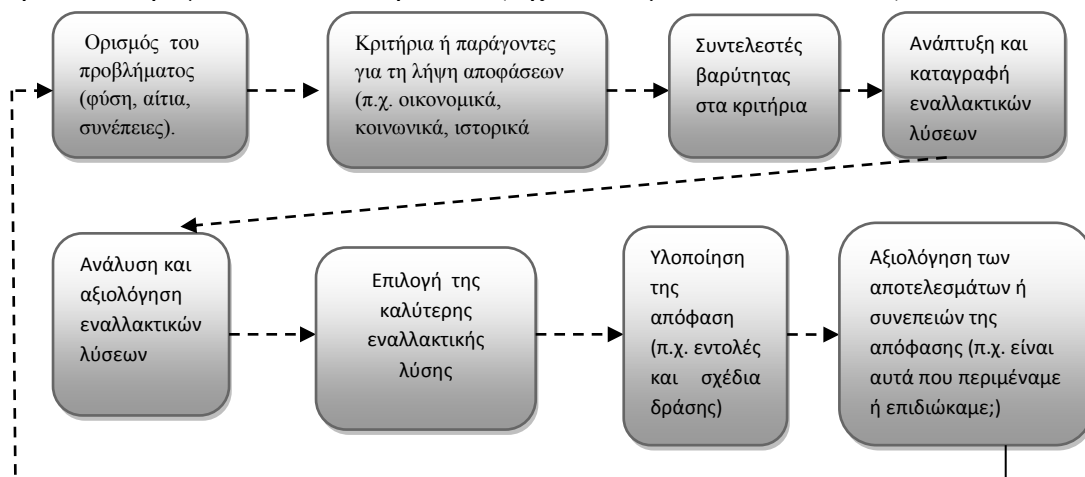 Ορισμός του
προβλήματος
(φύση, αίτια,
συνέπειες).
Κριτήρια ή παράγοντες
για τη λήψη αποφάσεων
(π.χ. οικονομικά,
κοινωνικά, ιστορικά
Συντελεστές
βαρύτητας
στα κριτήρια
Ανάπτυξη και
καταγραφή
εναλλακτικών
λύσεων
Ανάλυση και
αξιολόγηση
εναλλακτικών
λύσεων
Επιλογή της
καλύτερης
εναλλακτικής
λύσης
Υλοποίηση
της
απόφαση
(π.χ. εντολές
και σχέδια
δράσης)
Αξιολόγηση των
αποτελεσμάτων ή
συνεπειών της
απόφασης (π.χ. είναι
αυτά που περιμέναμε
ή επιδιώκαμε;)